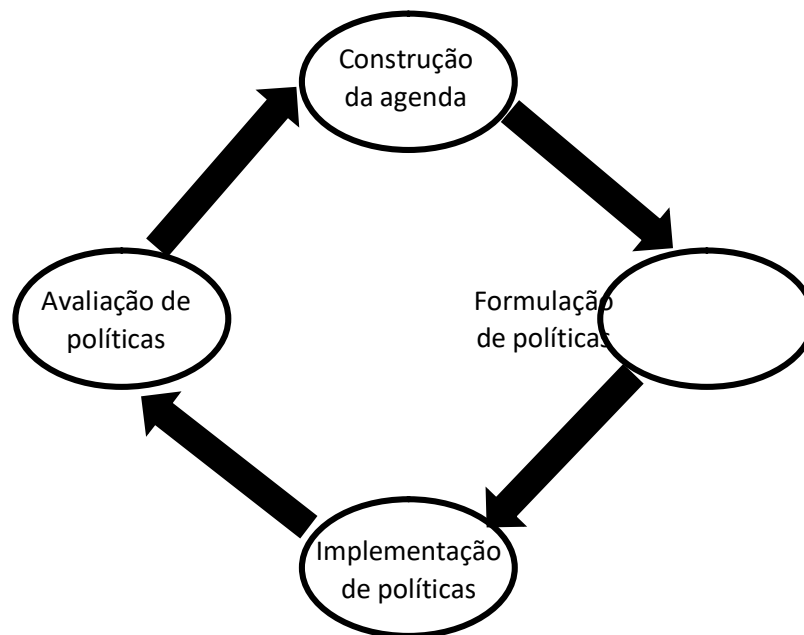 Construção
da agenda
Formulação
de políticas
Implementação
de políticas
Avaliação de
políticas